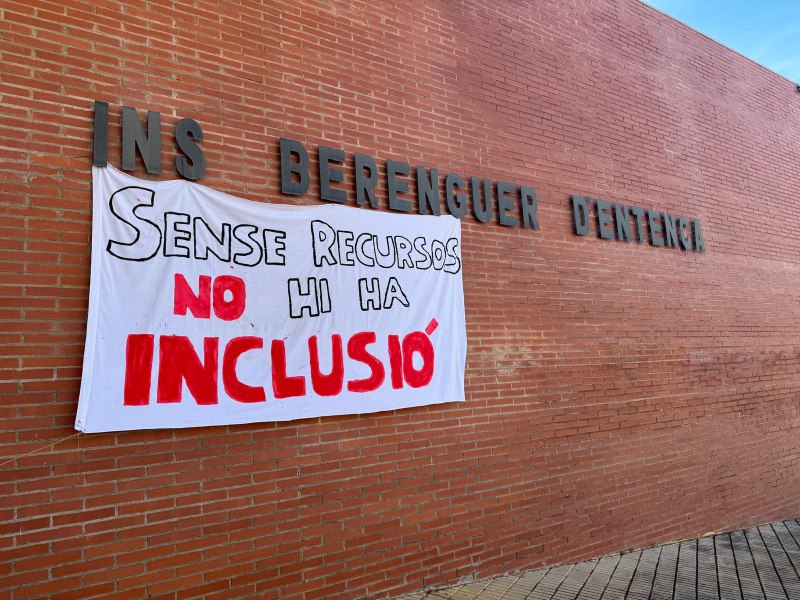 INS BERENGUER D'ENTENÇA
SENSE RECURSOS
NO HI HA
INCLUSIÓ